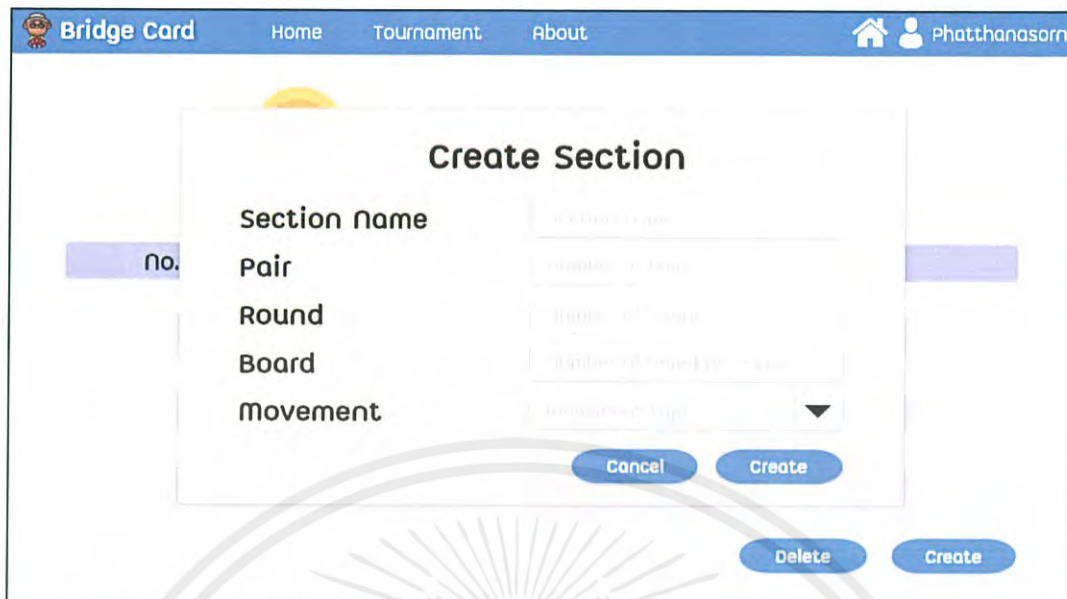 Bridge Card Home Tournament About Phatthanasorn
Create Section
Section Name
No.
Pair
Round
Board
Movement
Cancel Create
Delete Create